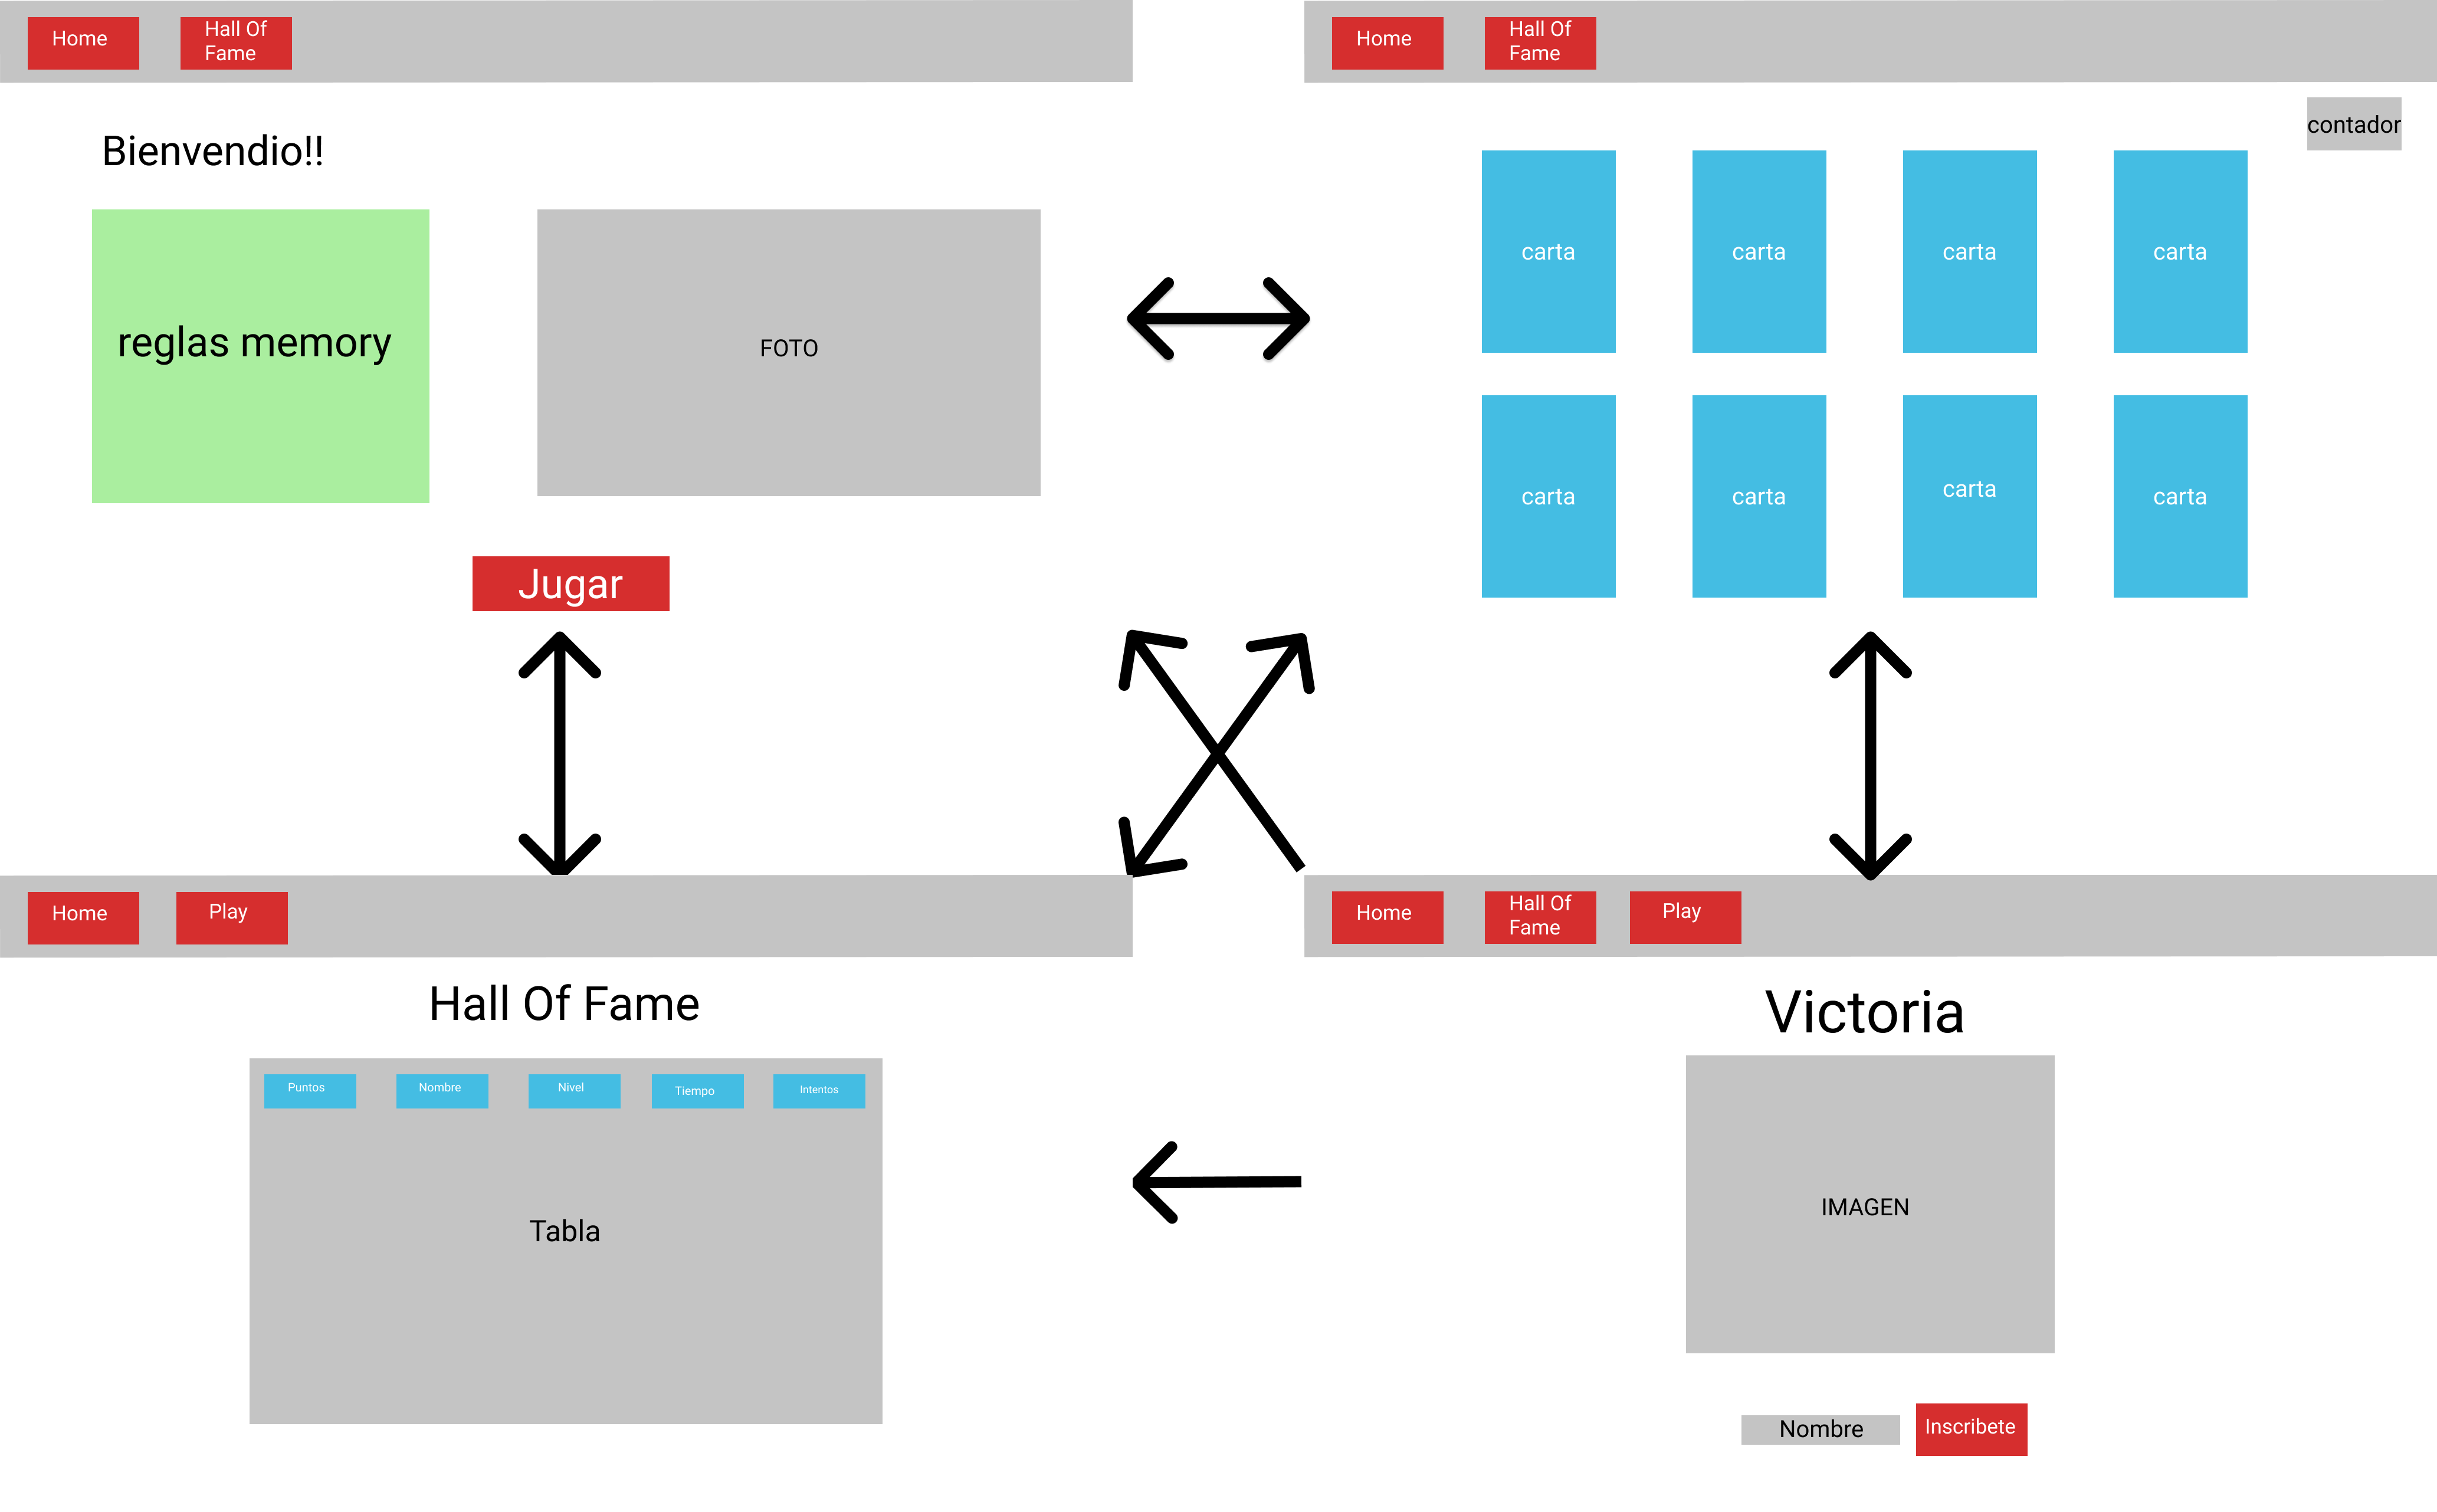 Home
Hall Of
Fame
Bienvendio!!
reglas memory
FOTO
Jugar
Home
Hall Of
Fame
contador
carta
carta
carta
carta
carta
carta
carta
carta
Home
Play
Hall Of Fame
Puntos
Nombre
Nivel
Tiempo
Intentos
Tabla
Home
Hall Of
Fame
Play
Victoria
IMAGEN
Nombre
Inscribete